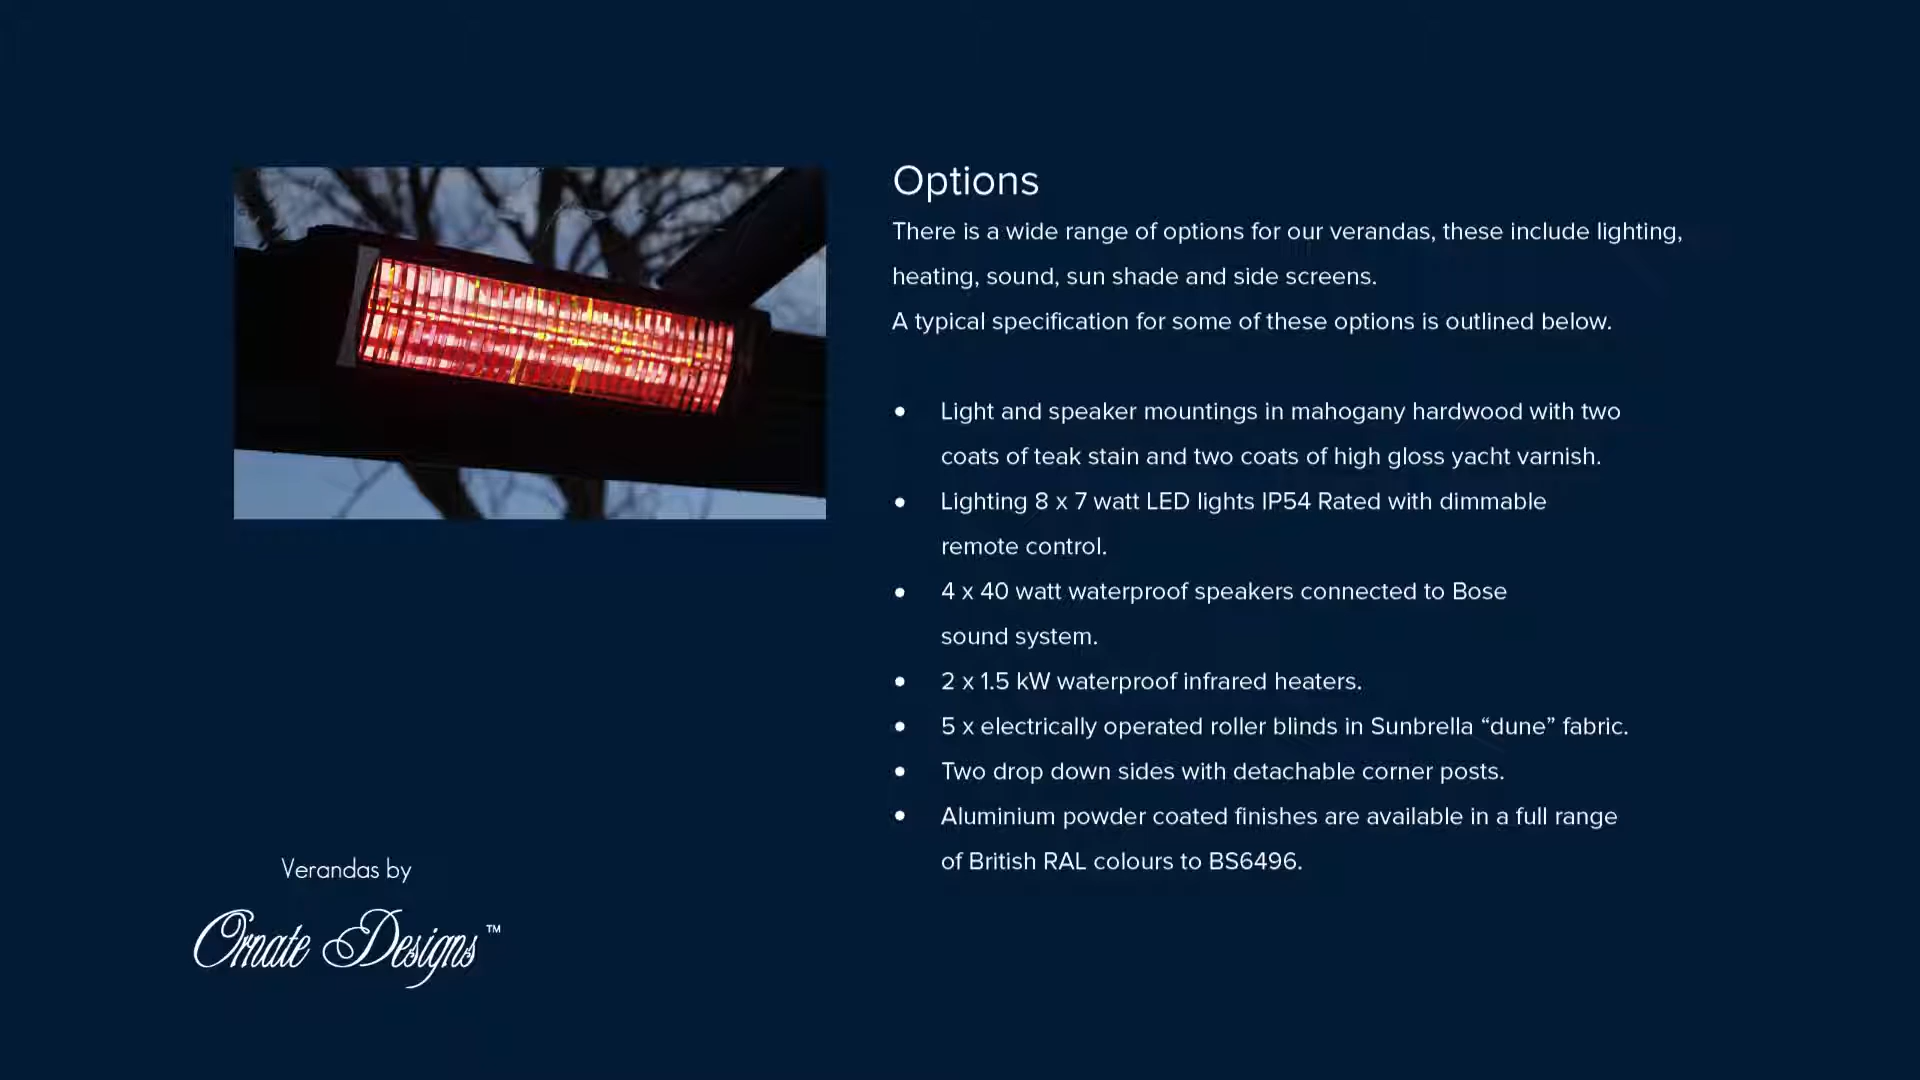 Options
There is a wide range of options for our verandas, these include lighting,
heating, sound, sun shade and side screens.
A typical specification for some of these options is outlined below.
• Light and speaker mountings in mahogany hardwood with two
coats of teak stain and two coats of high gloss yacht varnish.
• Lighting 8 x 7 watt LED lights IP54 Rated with dimmable
remote control.
• 4 x 40 watt waterproof speakers connected to Bose
sound system.
• 2 x 1.5 kW waterproof infrared heaters.
• 5 x electrically operated roller blinds in Sunbrella “dune” fabric.
• Two drop down sides with detachable corner posts.
• Aluminium powder coated finishes are available in a full range
of British RAL colours to BS6496.
Verandas by
Ornate Designs™